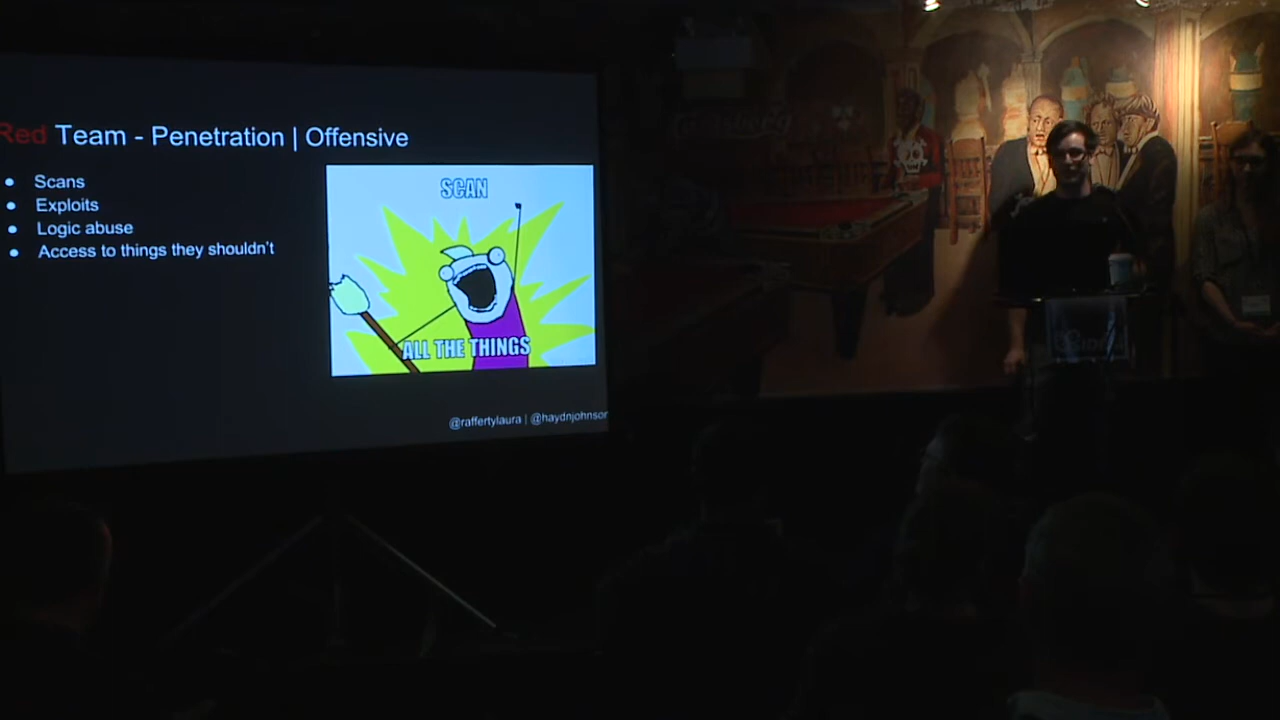 Red Team - Penetration | Offensive
• Scans
• Exploits
• Logic abuse
• Access to things they shouldn't
SCAN
ALL THE THINGS
@raffertylaura | @haydnjohnson